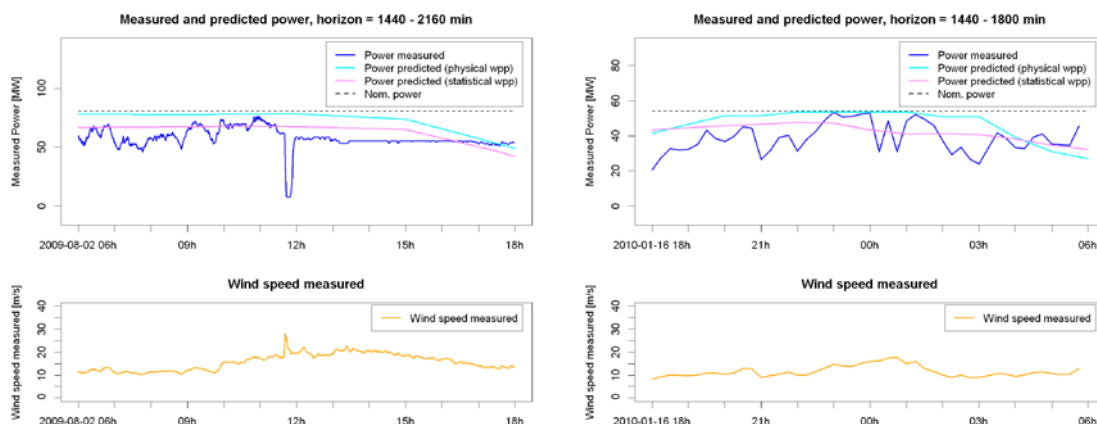 Measured and predicted power, horizon = 1440 - 2160 min
Measured Power [MW]
100
50
0
Power measured
Power predicted (physical wpp)
Power predicted (statistical wpp)
Nom. power
2009-08-02 06h 09h 12h 15h 18h
Wind speed measured
Wind speed measured [m/s]
40
30
20
10
0
Wind speed measured
2009-08-02 06h 09h 12h 15h 18h
Measured and predicted power, horizon = 1440 - 1800 min
Measured Power [MW]
80
60
40
20
0
Power measured
Power predicted (physical wpp)
Power predicted (statistical wpp)
Nom. power
2010-01-16 18h 21h 00h 03h 06h
Wind speed measured
Wind speed measured [m/s]
40
30
20
10
0
Wind speed measured
2010-01-16 18h 21h 00h 03h 06h